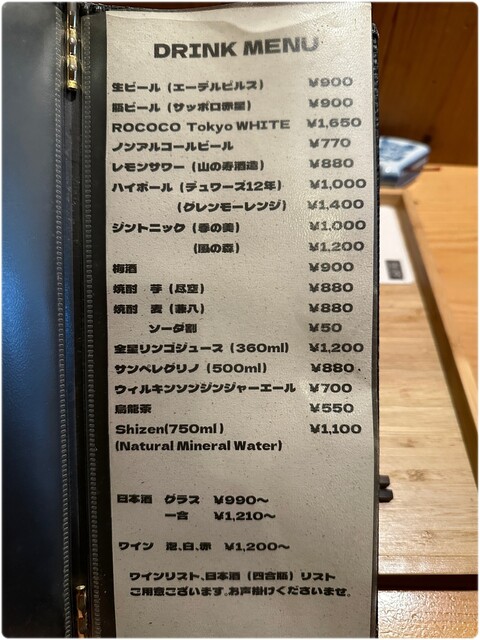 DRINK MENU
生ビール (エーデルピルス) ¥900
瓶ビール (サッポロ赤星) ¥900
ROCOCO Tokyo WHITE ¥1,650
ノンアルコールビール ¥770
レモンサワー (山の寿酒造) ¥880
ハイボール (デュワーズ12年) ¥1,000
(グレンモーレンジ) ¥1,400
ジントニック (季の美) ¥1,000
(風の森) ¥1,200
梅酒 ¥900
焼酎 芋 (尽空) ¥880
焼酎 麦 (兼八) ¥880
ソーダ割 ¥50
金星リンゴジュース (360ml) ¥1,200
サンペレグリノ (500ml) ¥880
ウィルキンソンジンジャーエール ¥700
烏龍茶 ¥550
Shizen(750ml) ¥1,100
(Natural Mineral Water)
日本酒 グラス ¥990〜
一合 ¥1,210〜
ワイン 泡、白、赤 ¥1,200〜
ワインリスト、日本酒 (四合瓶) リスト
ご用意ございます。お声掛けくださいませ。